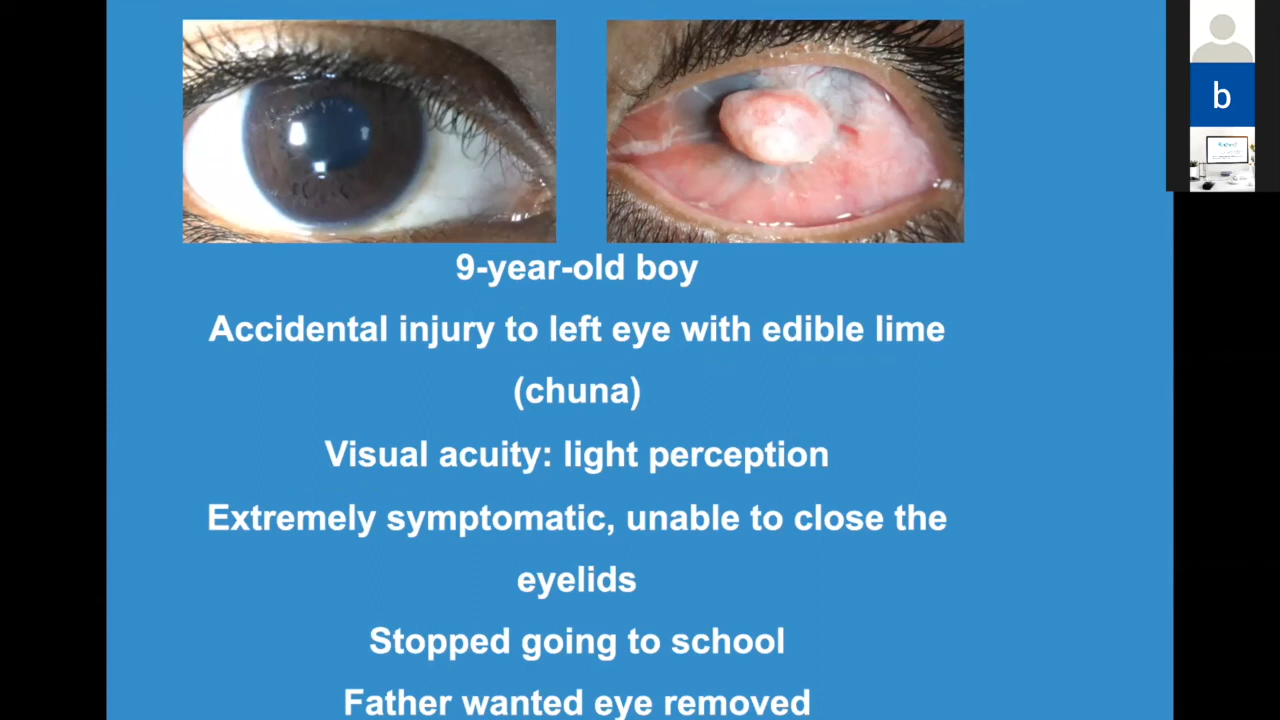 b
9-year-old boy
Accidental injury to left eye with edible lime
(chuna)
Visual acuity: light perception
Extremely symptomatic, unable to close the
eyelids
Stopped going to school
Father wanted eye removed